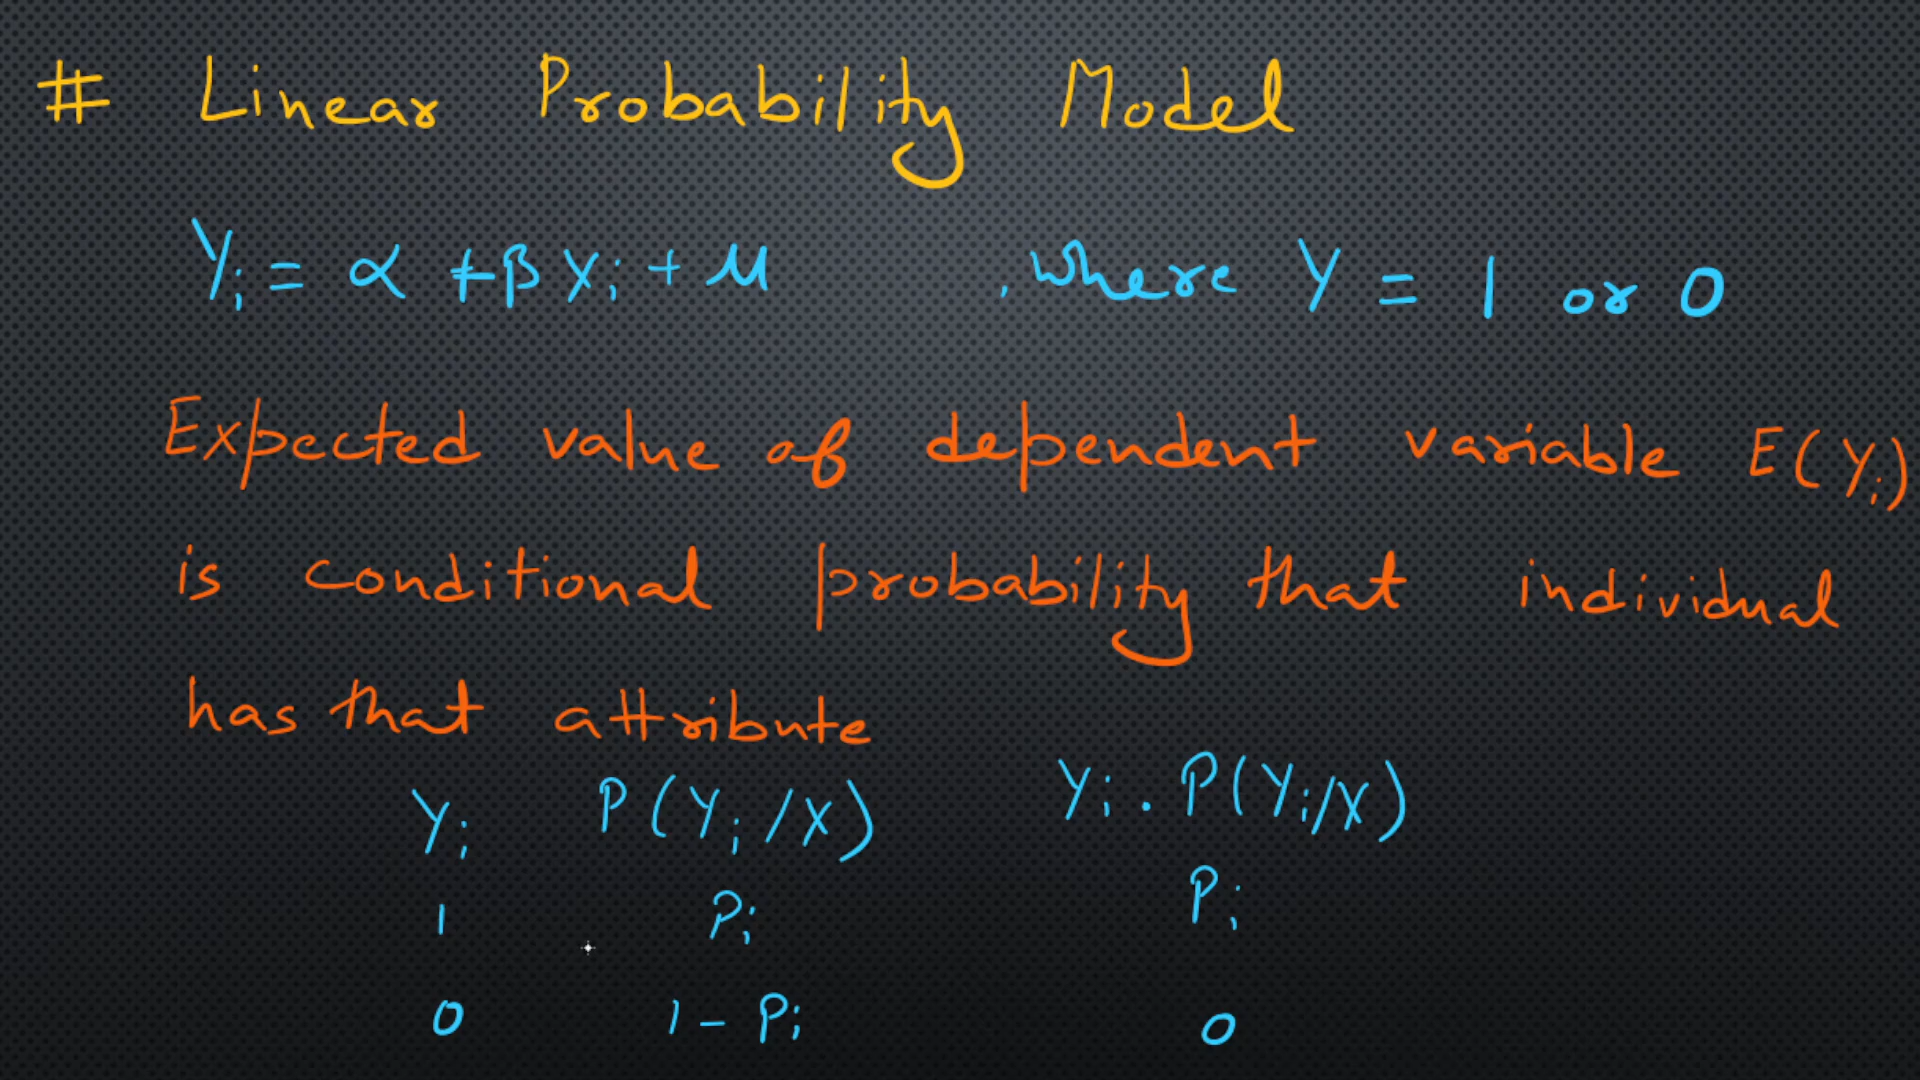 # Linear Probability Model
Yi = α + β Xi + μ , where Y = 1 or 0
Expected value of dependent variable E(Yi)
is conditional probability that individual
has that attribute
Yi P(Yi/X) Yi . P(Yi/X)
1 Pi Pi
0 1 - Pi 0